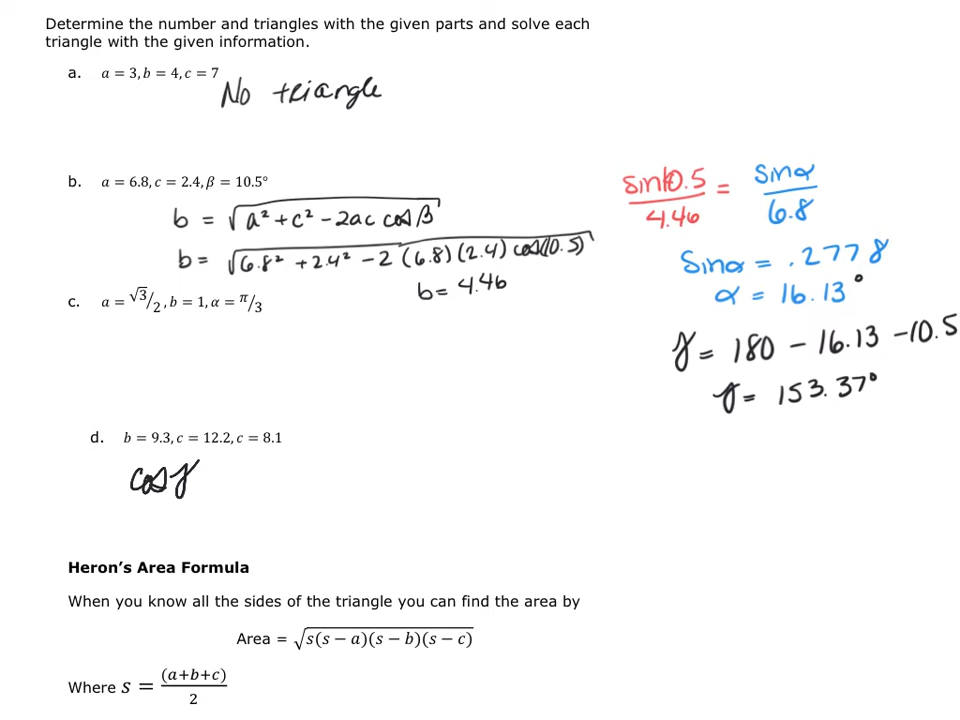 Determine the number and triangles with the given parts and solve each
triangle with the given information.
a. a = 3, b = 4, c = 7
No triangle
b. a = 6.8, c = 2.4, β = 10.5°
b = √a² + c² - 2ac cos β
b = √6.8² + 2.4² - 2 (6.8) (2.4) cos(10.5)
b = 4.46
sin10.5 / 4.46 = sinα / 6.8
sinα = .2778
α = 16.13°
γ = 180 - 16.13 - 10.5
γ = 153.37°
c. a = √3/2, b = 1, α = π/3
d. b = 9.3, c = 12.2, c = 8.1
cos γ
Heron's Area Formula
When you know all the sides of the triangle you can find the area by
Area = √s(s − a)(s − b)(s − c)
Where s = (a+b+c) / 2